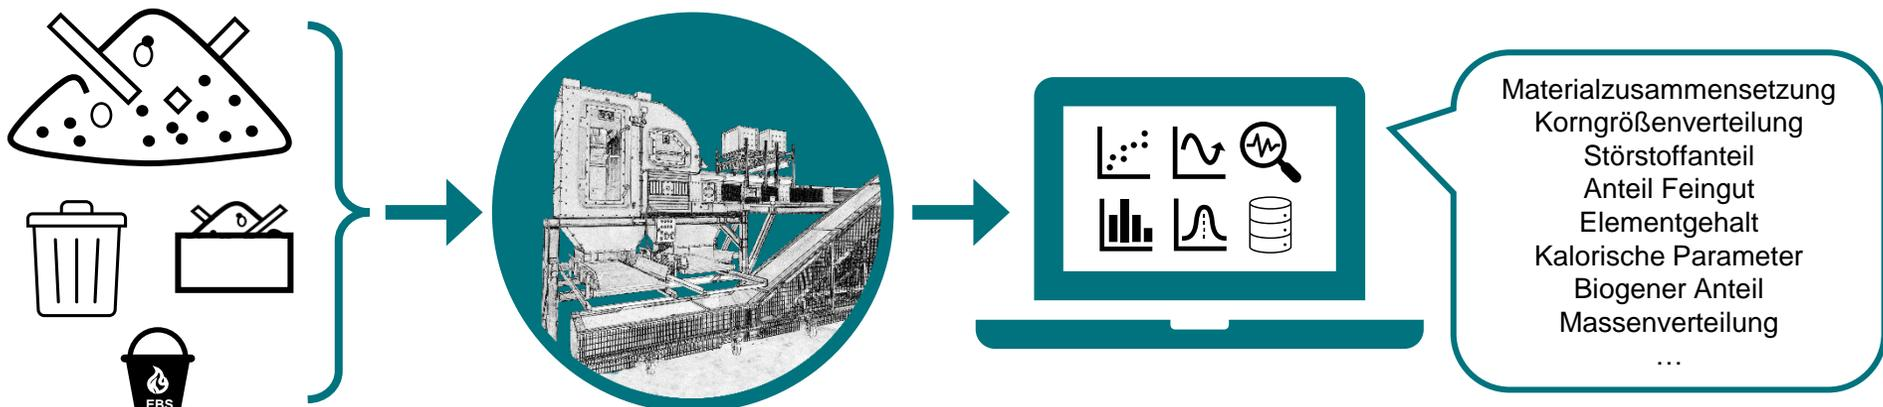 EBS
Materialzusammensetzung
Korngrößenverteilung
Störstoffanteil
Anteil Feingut
Elementgehalt
Kalorische Parameter
Biogener Anteil
Massenverteilung
…